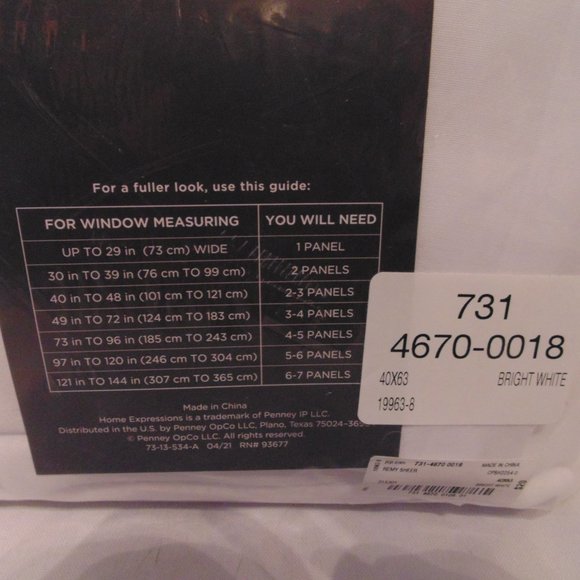 For a fuller look, use this guide:
FOR WINDOW MEASURING YOU WILL NEED
UP TO 29 in (73 cm) WIDE 1 PANEL
30 in TO 39 in (76 cm TO 99 cm) 2 PANELS
40 in TO 48 in (101 cm TO 121 cm) 2-3 PANELS
49 in TO 72 in (124 cm TO 183 cm) 3-4 PANELS
73 in TO 96 in (185 cm TO 243 cm) 4-5 PANELS
97 in TO 120 in (246 cm TO 304 cm) 5-6 PANELS
121 in TO 144 in (307 cm TO 365 cm) 6-7 PANELS
Made in China
Home Expressions is a trademark of Penney IP LLC.
Distributed in the U.S. by Penney OpCo LLC, Plano, Texas
© Penney OpCo LLC. All rights reserved.
73-13-534-A 04/21 RN# 93677
731
4670-0018
40X63 BRIGHT WHITE
19963-8
731-4670 0018 MADE IN CHINA
REMY SHEER
40X63
BRIGHT WHITE